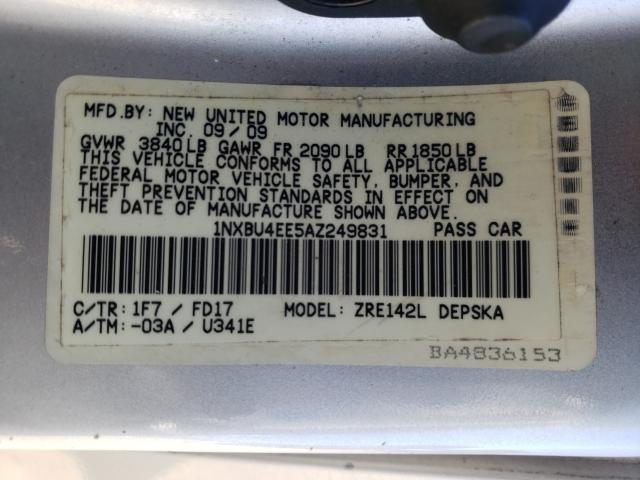 MFD.BY: NEW UNITED MOTOR MANUFACTURING
INC. 09/09
GVWR 3840LB GAWR FR 2090LB RR1850LB
THIS VEHICLE CONFORMS TO ALL APPLICABLE
FEDERAL MOTOR VEHICLE SAFETY, BUMPER, AND
THEFT PREVENTION STANDARDS IN EFFECT ON
THE DATE OF MANUFACTURE SHOWN ABOVE.
1NXBU4EE5AZ249831 PASS CAR
C/TR: 1F7 / FD17 MODEL: ZRE142L DEPSKA
A/TM: -03A / U341E
BA4836153